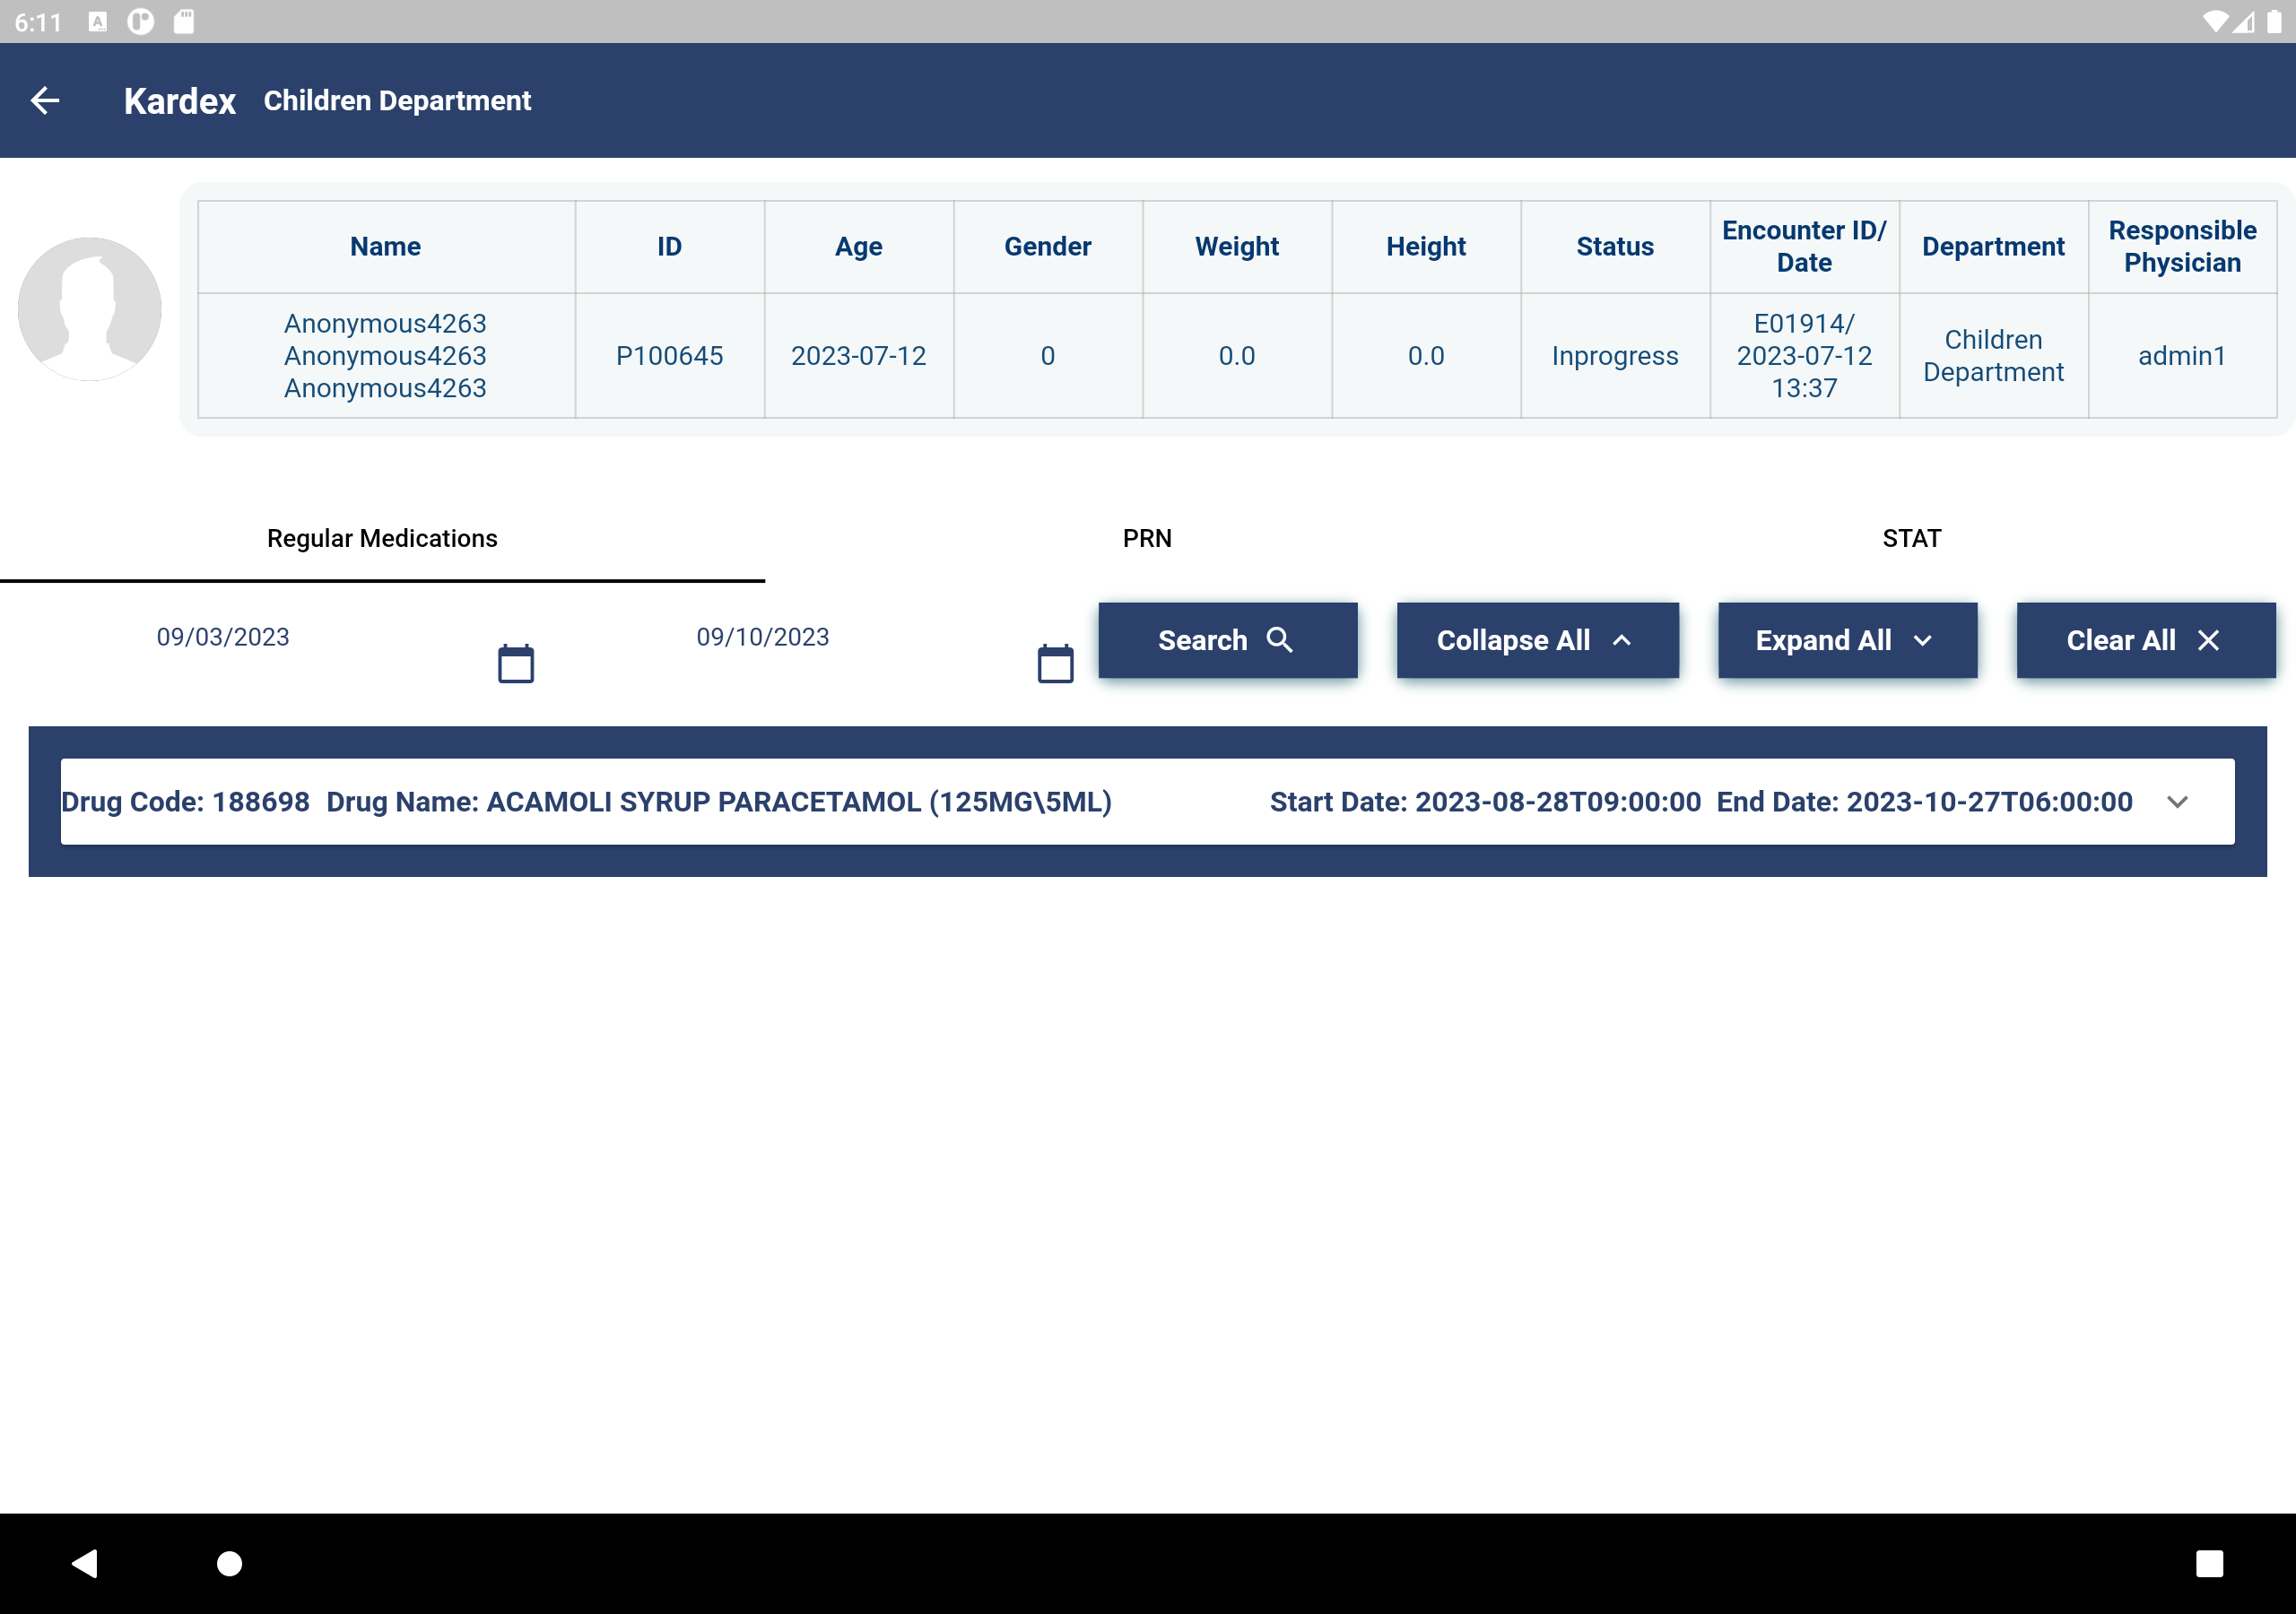 6:11
Kardex Children Department
Name ID Age Gender Weight Height Status Encounter ID/ Date Department Responsible Physician
Anonymous4263 Anonymous4263 Anonymous4263 P100645 2023-07-12 0 0.0 0.0 Inprogress E01914/ 2023-07-12 13:37 Children Department admin1
Regular Medications PRN STAT
09/03/2023 09/10/2023 Search Collapse All Expand All Clear All
Drug Code: 188698 Drug Name: ACAMOLI SYRUP PARACETAMOL (125MG\5ML) Start Date: 2023-08-28T09:00:00 End Date: 2023-10-27T06:00:00